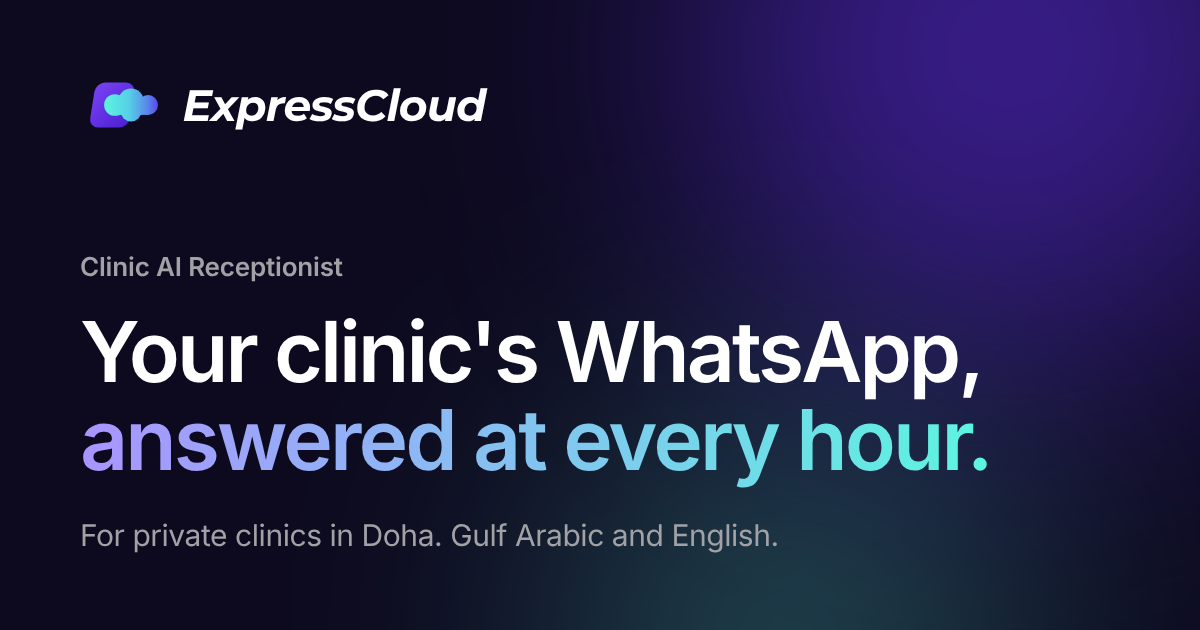 ExpressCloud
Clinic AI Receptionist
Your clinic's WhatsApp,
answered at every hour.
For private clinics in Doha. Gulf Arabic and English.